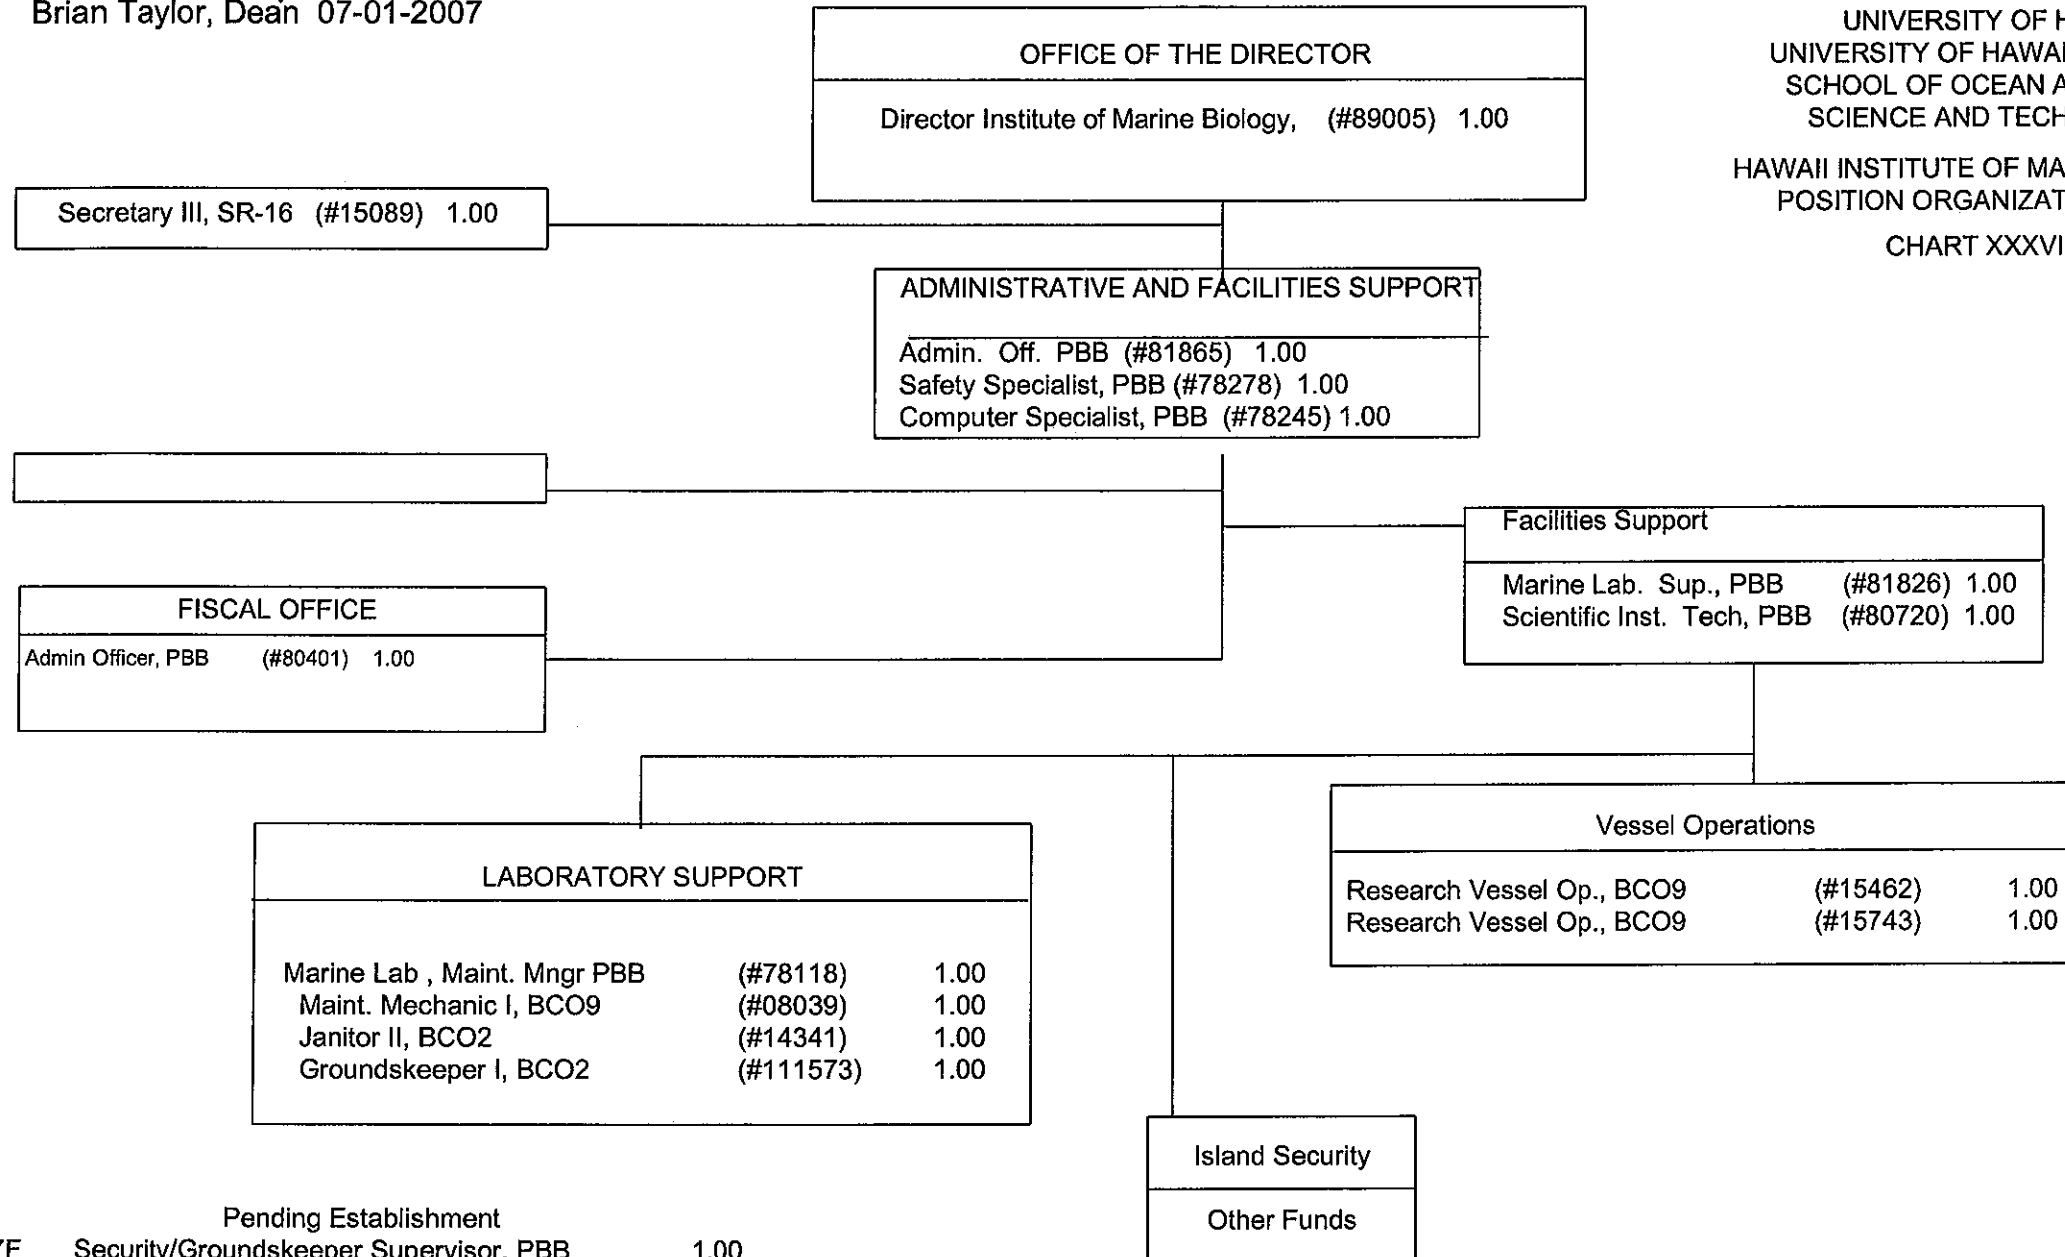 Brian Taylor, Dean 07-01-2007
UNIVERSITY OF
UNIVERSITY OF HAWAI
SCHOOL OF OCEAN
SCIENCE AND TECH
HAWAII INSTITUTE OF MA
POSITION ORGANIZAT
CHART XXXVI
OFFICE OF THE DIRECTOR
Director Institute of Marine Biology, (#89005) 1.00
Secretary III, SR-16 (#15089) 1.00
ADMINISTRATIVE AND FACILITIES SUPPORT
Admin. Off. PBB (#81865) 1.00
Safety Specialist, PBB (#78278) 1.00
Computer Specialist, PBB (#78245) 1.00
Facilities Support
Marine Lab. Sup., PBB (#81826) 1.00
Scientific Inst. Tech, PBB (#80720) 1.00
FISCAL OFFICE
Admin Officer, PBB (#80401) 1.00
Vessel Operations
Research Vessel Op., BCO9 (#15462) 1.00
Research Vessel Op., BCO9 (#15743) 1.00
LABORATORY SUPPORT
Marine Lab , Maint. Mngr PBB (#78118) 1.00
Maint. Mechanic I, BCO9 (#08039) 1.00
Janitor II, BCO2 (#14341) 1.00
Groundskeeper I, BCO2 (#111573) 1.00
Island Security
Other Funds
Pending Establishment
Security/Groundskeeper Supervisor, PBB 1.00